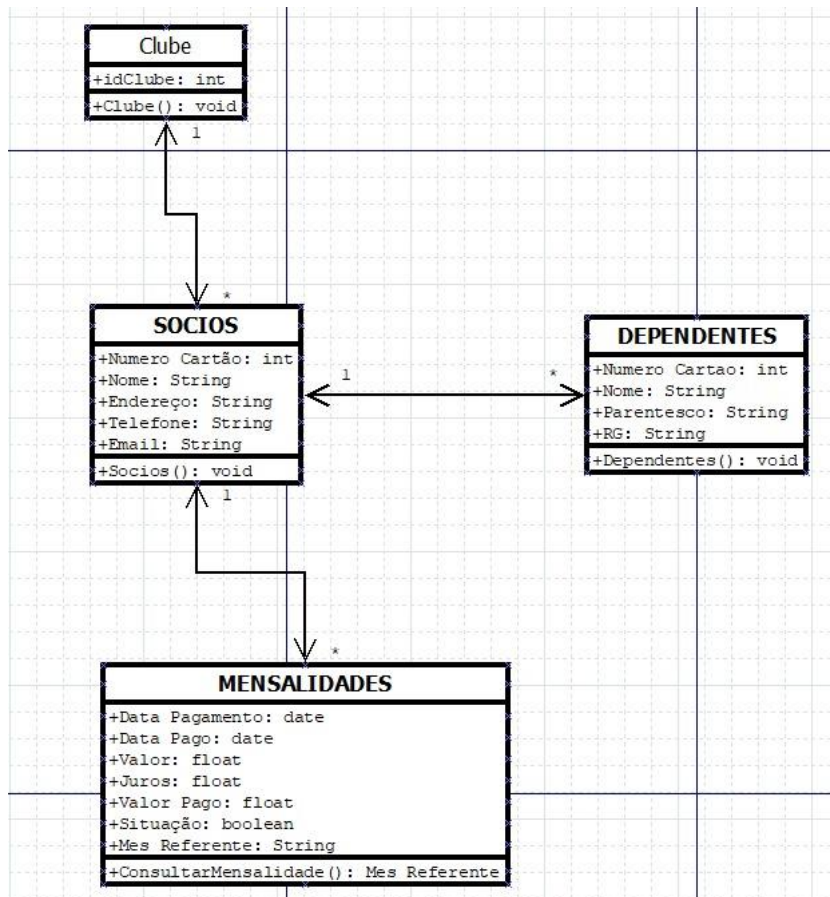 Clube
+idClube: int
+Clube(): void
1
*
SOCIOS
+Numero Cartão: int
+Nome: String
+Endereço: String
+Telefone: String
+Email: String
+Socios(): void
1
*
DEPENDENTES
+Numero Cartao: int
+Nome: String
+Parentesco: String
+RG: String
+Dependentes(): void
1
*
MENSALIDADES
+Data Pagamento: date
+Data Pago: date
+Valor: float
+Juros: float
+Valor Pago: float
+Situação: boolean
+Mes Referente: String
+ConsultarMensalidade(): Mes Referente